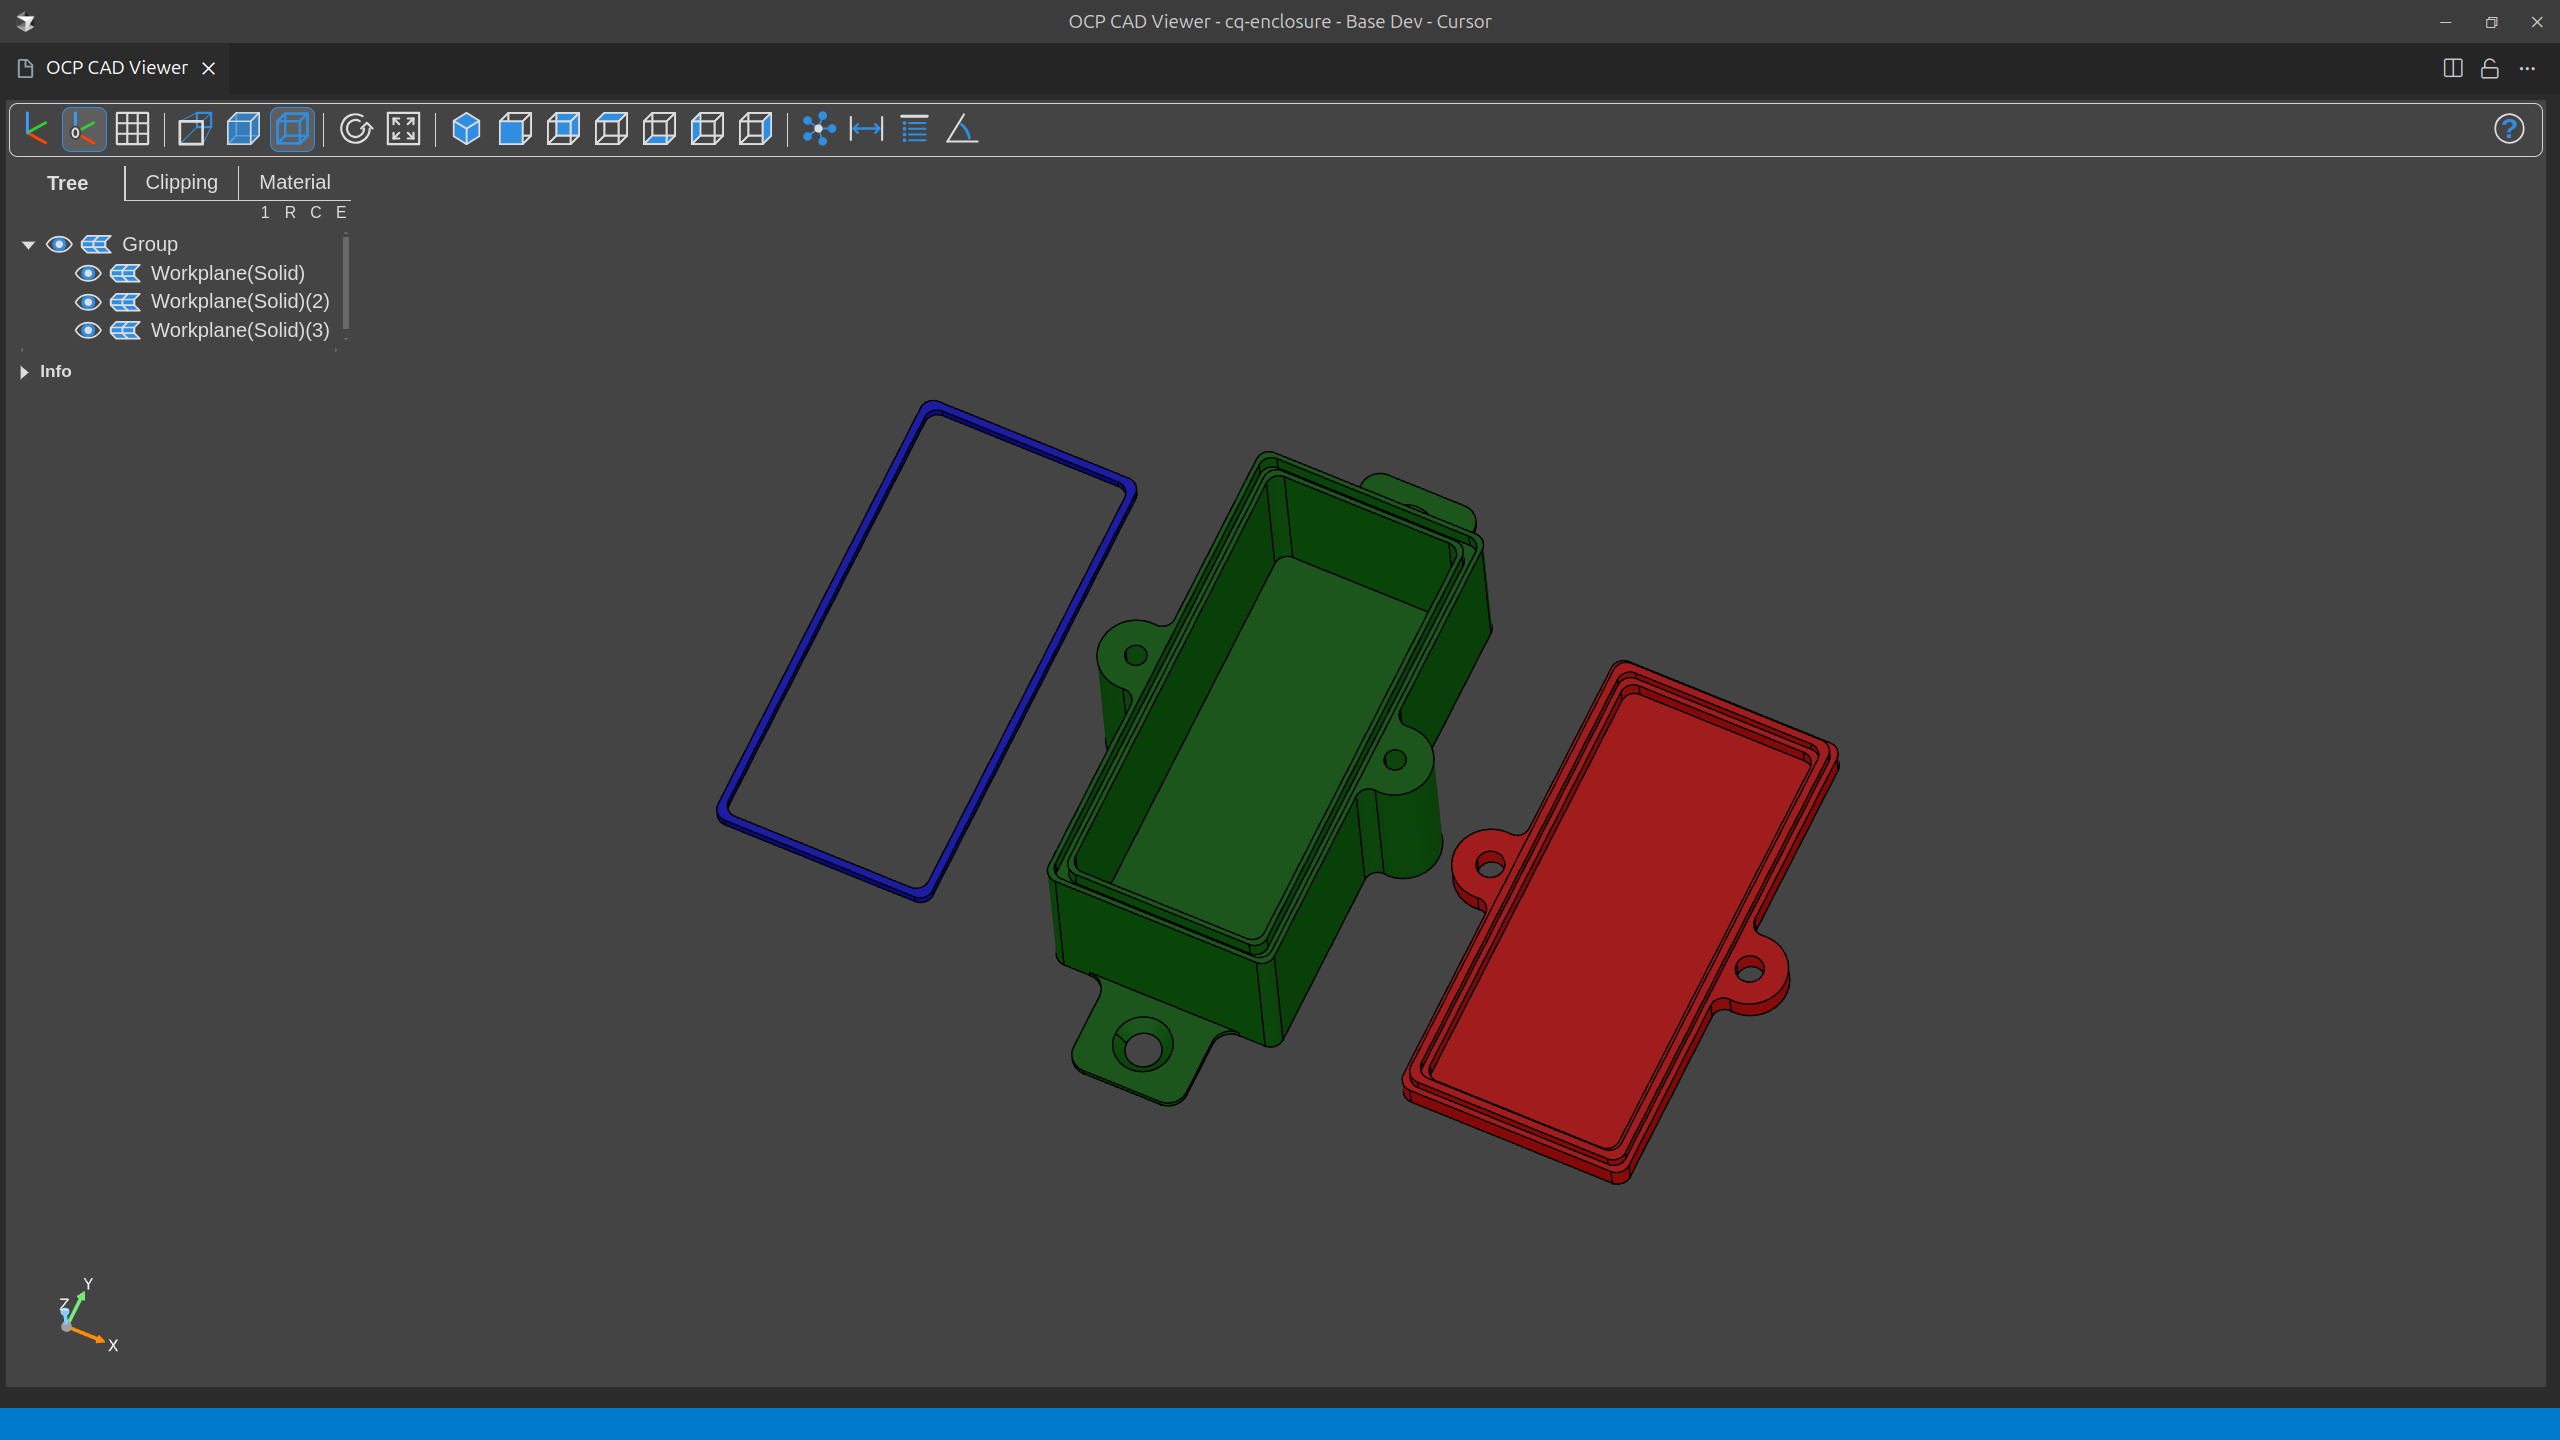 OCP CAD Viewer - cq-enclosure - Base Dev - Cursor
OCP CAD Viewer
0
?
Tree Clipping Material
1 R C E
Group
Workplane(Solid)
Workplane(Solid)(2)
Workplane(Solid)(3)
Info
Y
Z
X